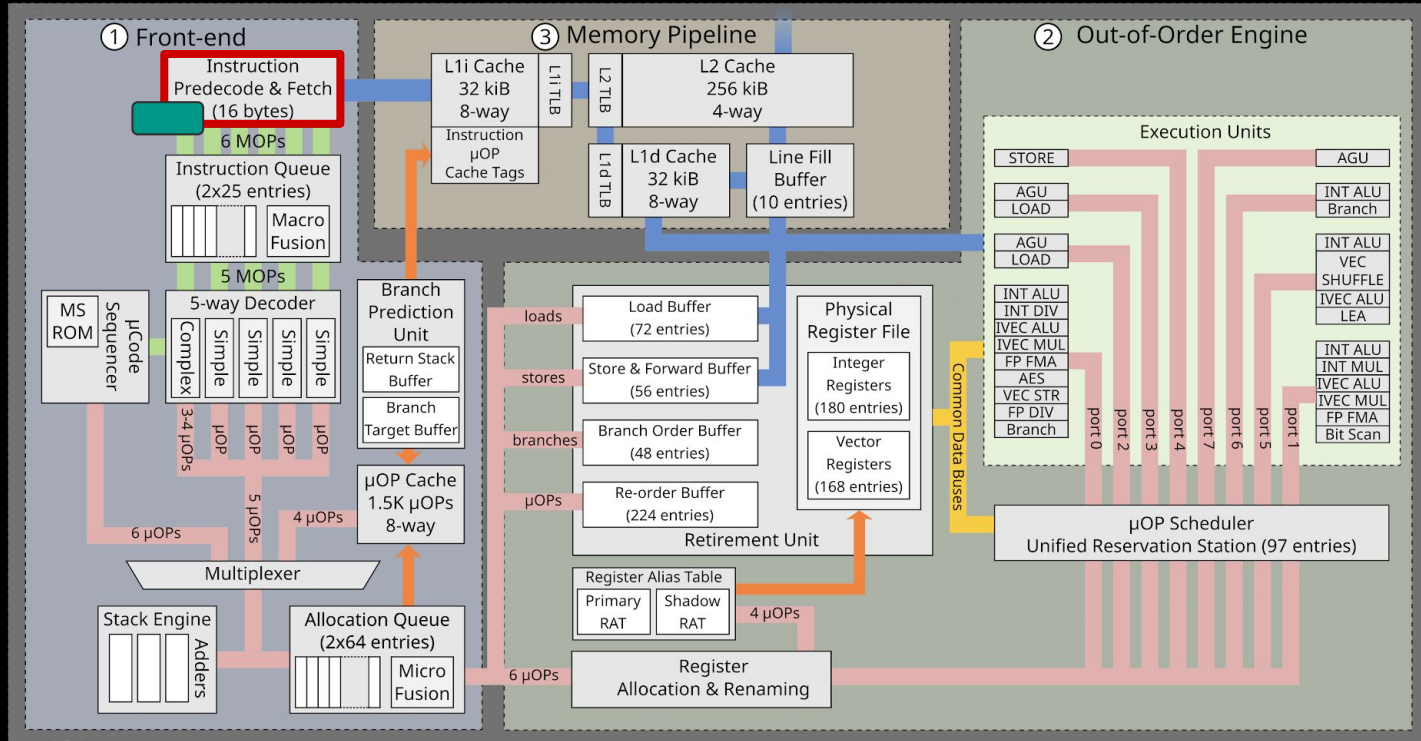 1 Front-end
Instruction
Predecode & Fetch
(16 bytes)
6 MOPs
Instruction Queue
(2x25 entries)
Macro
Fusion
5 MOPs
MS
ROM
μCode
Sequencer
5-way Decoder
Complex
Simple
Simple
Simple
Simple
3-4 μOPs
μOP
μOP
μOP
μOP
5 μOPs
6 μOPs
4 μOPs
Multiplexer
Branch
Prediction
Unit
Return Stack
Buffer
Branch
Target Buffer
μOP Cache
1.5K μOPs
8-way
Stack Engine
Adders
Allocation Queue
(2x64 entries)
Micro
Fusion
6 μOPs
3 Memory Pipeline
L1i Cache
32 kiB
8-way
L1i TLB
Instruction
μOP
Cache Tags
L2 TLB
L2 Cache
256 kiB
4-way
L1d TLB
L1d Cache
32 kiB
8-way
Line Fill
Buffer
(10 entries)
2 Out-of-Order Engine
loads
Load Buffer
(72 entries)
stores
Store & Forward Buffer
(56 entries)
branches
Branch Order Buffer
(48 entries)
μOPs
Re-order Buffer
(224 entries)
Physical
Register File
Integer
Registers
(180 entries)
Vector
Registers
(168 entries)
Retirement Unit
Register Alias Table
Primary
RAT
Shadow
RAT
4 μOPs
Register
Allocation & Renaming
Common Data Buses
Execution Units
STORE
AGU
LOAD
AGU
LOAD
INT ALU
INT DIV
IVEC ALU
IVEC MUL
FP FMA
AES
VEC STR
FP DIV
Branch
port 0
port 2
port 3
port 4
port 7
port 6
port 5
port 1
AGU
INT ALU
Branch
INT ALU
VEC
SHUFFLE
IVEC ALU
LEA
INT ALU
INT MUL
IVEC ALU
IVEC MUL
FP FMA
Bit Scan
μOP Scheduler
Unified Reservation Station (97 entries)